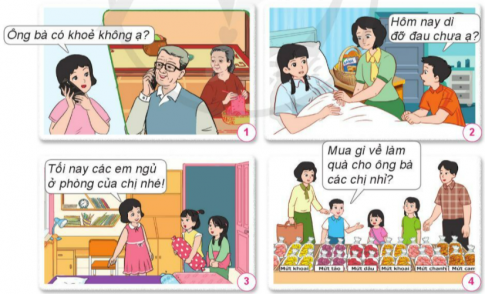 Ông bà có khoẻ không ạ?
1
Hôm nay dì
đỡ đau chưa ạ?
2
Tối nay các em ngủ
ở phòng của chị nhé!
3
Mua gì về làm
quà cho ông bà
các chị nhỉ?
Mứt khoai Mứt táo Mứt dâu Mứt khoai Mứt chanh Mứt cam
4